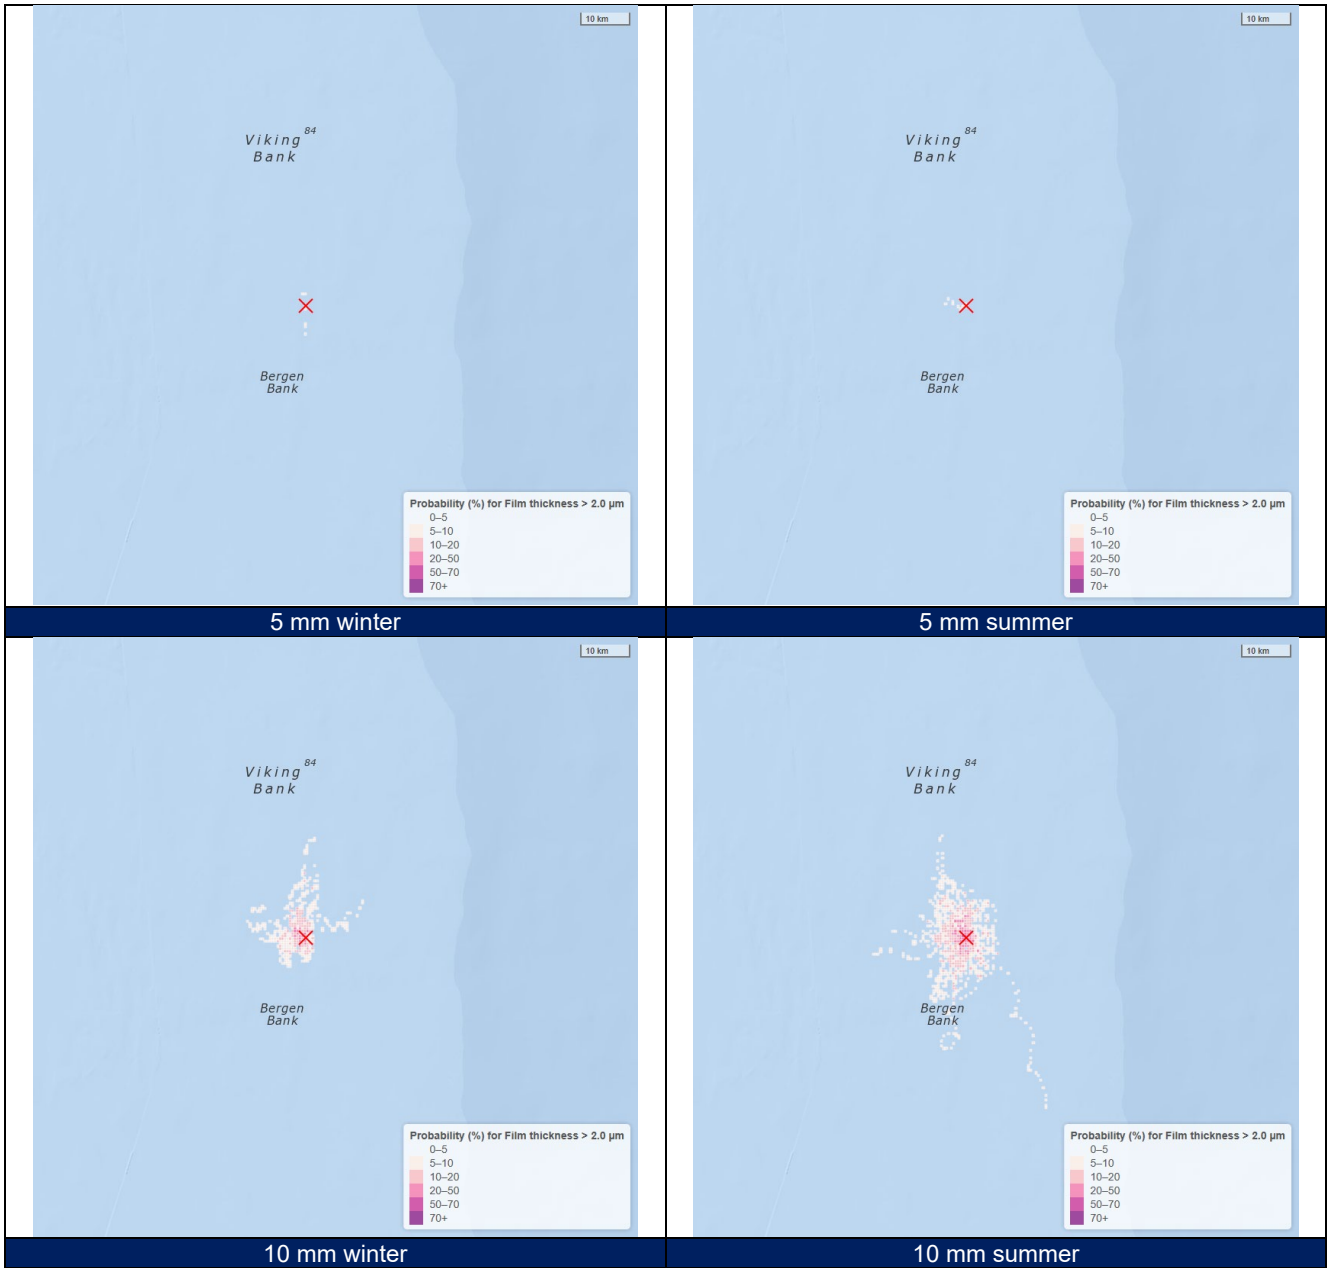 10 km
Viking 84
Bank
Bergen
Bank
Probability (%) for Film thickness > 2.0 µm
0–5
5–10
10–20
20–50
50–70
70+
5 mm winter
10 km
Viking 84
Bank
Bergen
Bank
Probability (%) for Film thickness > 2.0 µm
0–5
5–10
10–20
20–50
50–70
70+
5 mm summer
10 km
Viking 84
Bank
Bergen
Bank
Probability (%) for Film thickness > 2.0 µm
0–5
5–10
10–20
20–50
50–70
70+
10 mm winter
10 km
Viking 84
Bank
Bergen
Bank
Probability (%) for Film thickness > 2.0 µm
0–5
5–10
10–20
20–50
50–70
70+
10 mm summer